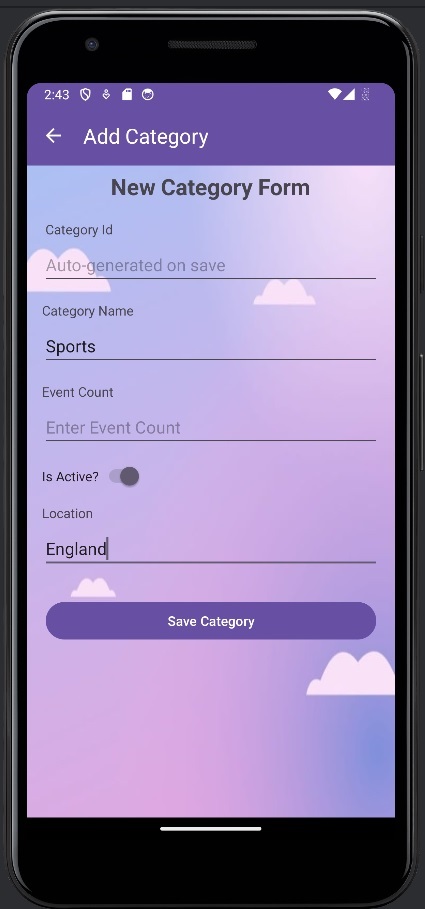 2:43
Add Category
New Category Form
Category Id
Auto-generated on save
Category Name
Sports
Event Count
Enter Event Count
Is Active?
Location
England
Save Category